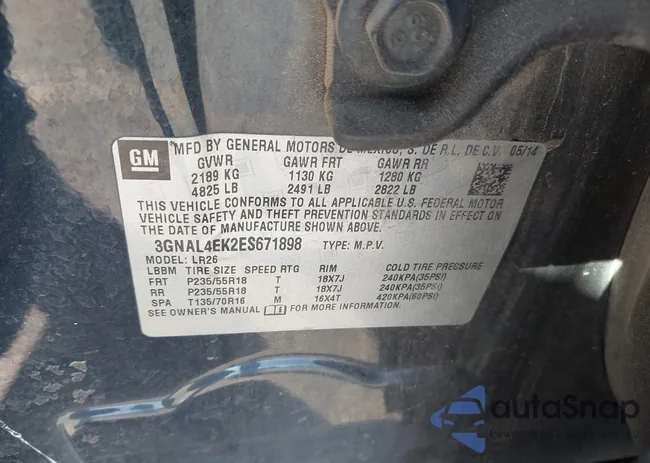 GM
MFD BY GENERAL MOTORS DE MEXICO, S. DE R.L. DE C.V. 05/14
GVWR GAWR FRT GAWR RR
2189 KG 1130 KG 1280 KG
4825 LB 2491 LB 2822 LB
THIS VEHICLE CONFORMS TO ALL APPLICABLE U.S. FEDERAL MOTOR
VEHICLE SAFETY AND THEFT PREVENTION STANDARDS IN EFFECT ON
THE DATE OF MANUFACTURE SHOWN ABOVE.
3GNAL4EK2ES671898 TYPE: M.P.V.
MODEL: LR26
LBBM TIRE SIZE SPEED RTG RIM COLD TIRE PRESSURE
FRT P235/55R18 T 18X7J 240KPA(35PSI)
RR P235/55R18 T 18X7J 240KPA(35PSI)
SPA T135/70R16 M 16X4T 420KPA(60PSI)
SEE OWNER'S MANUAL FOR MORE INFORMATION
autoSnap